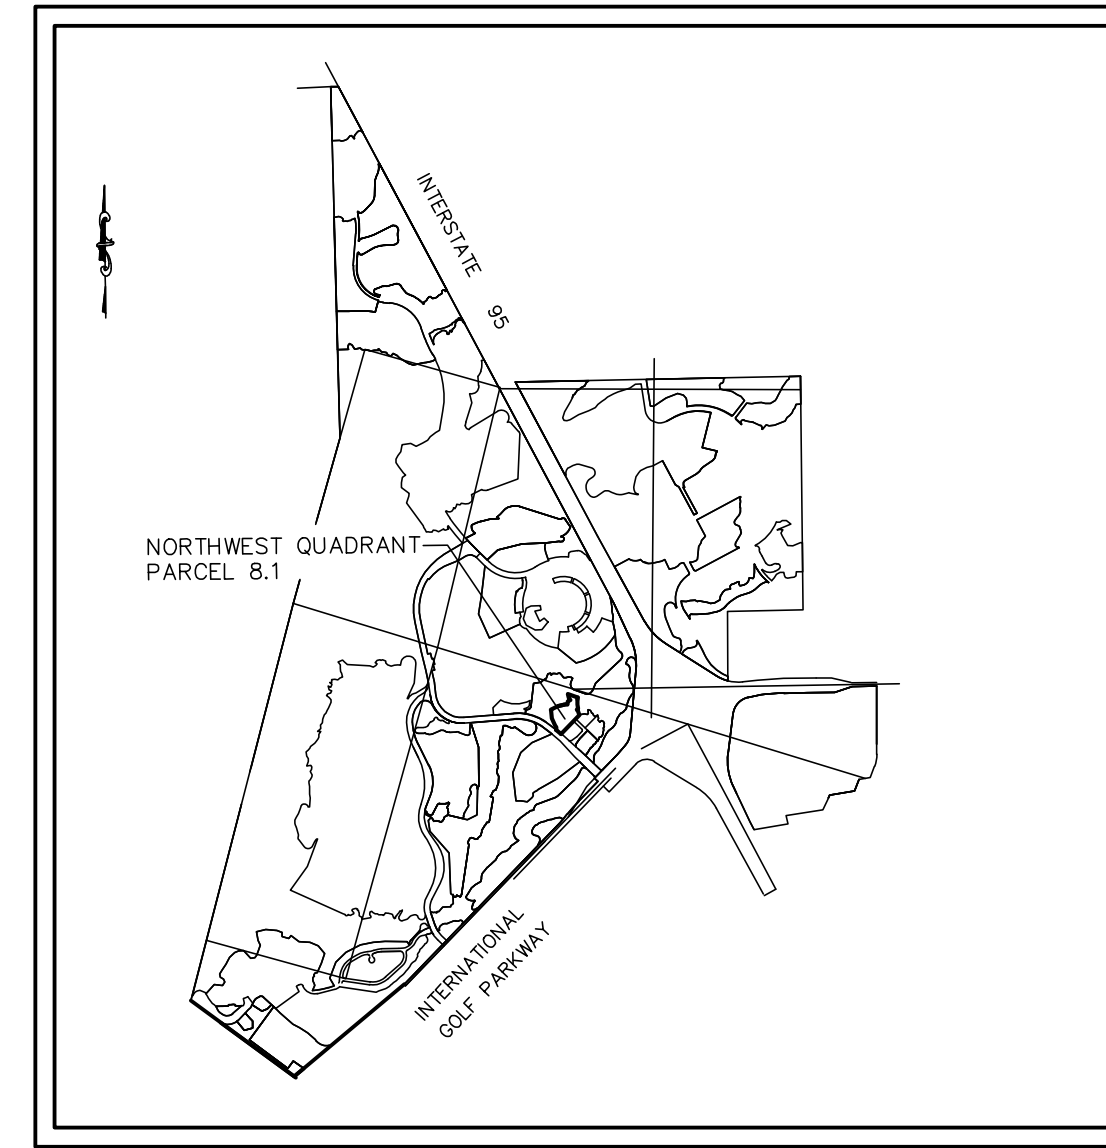 INTERSTATE 95
NORTHWEST QUADRANT
PARCEL 8.1
INTERNATIONAL
GOLF PARKWAY